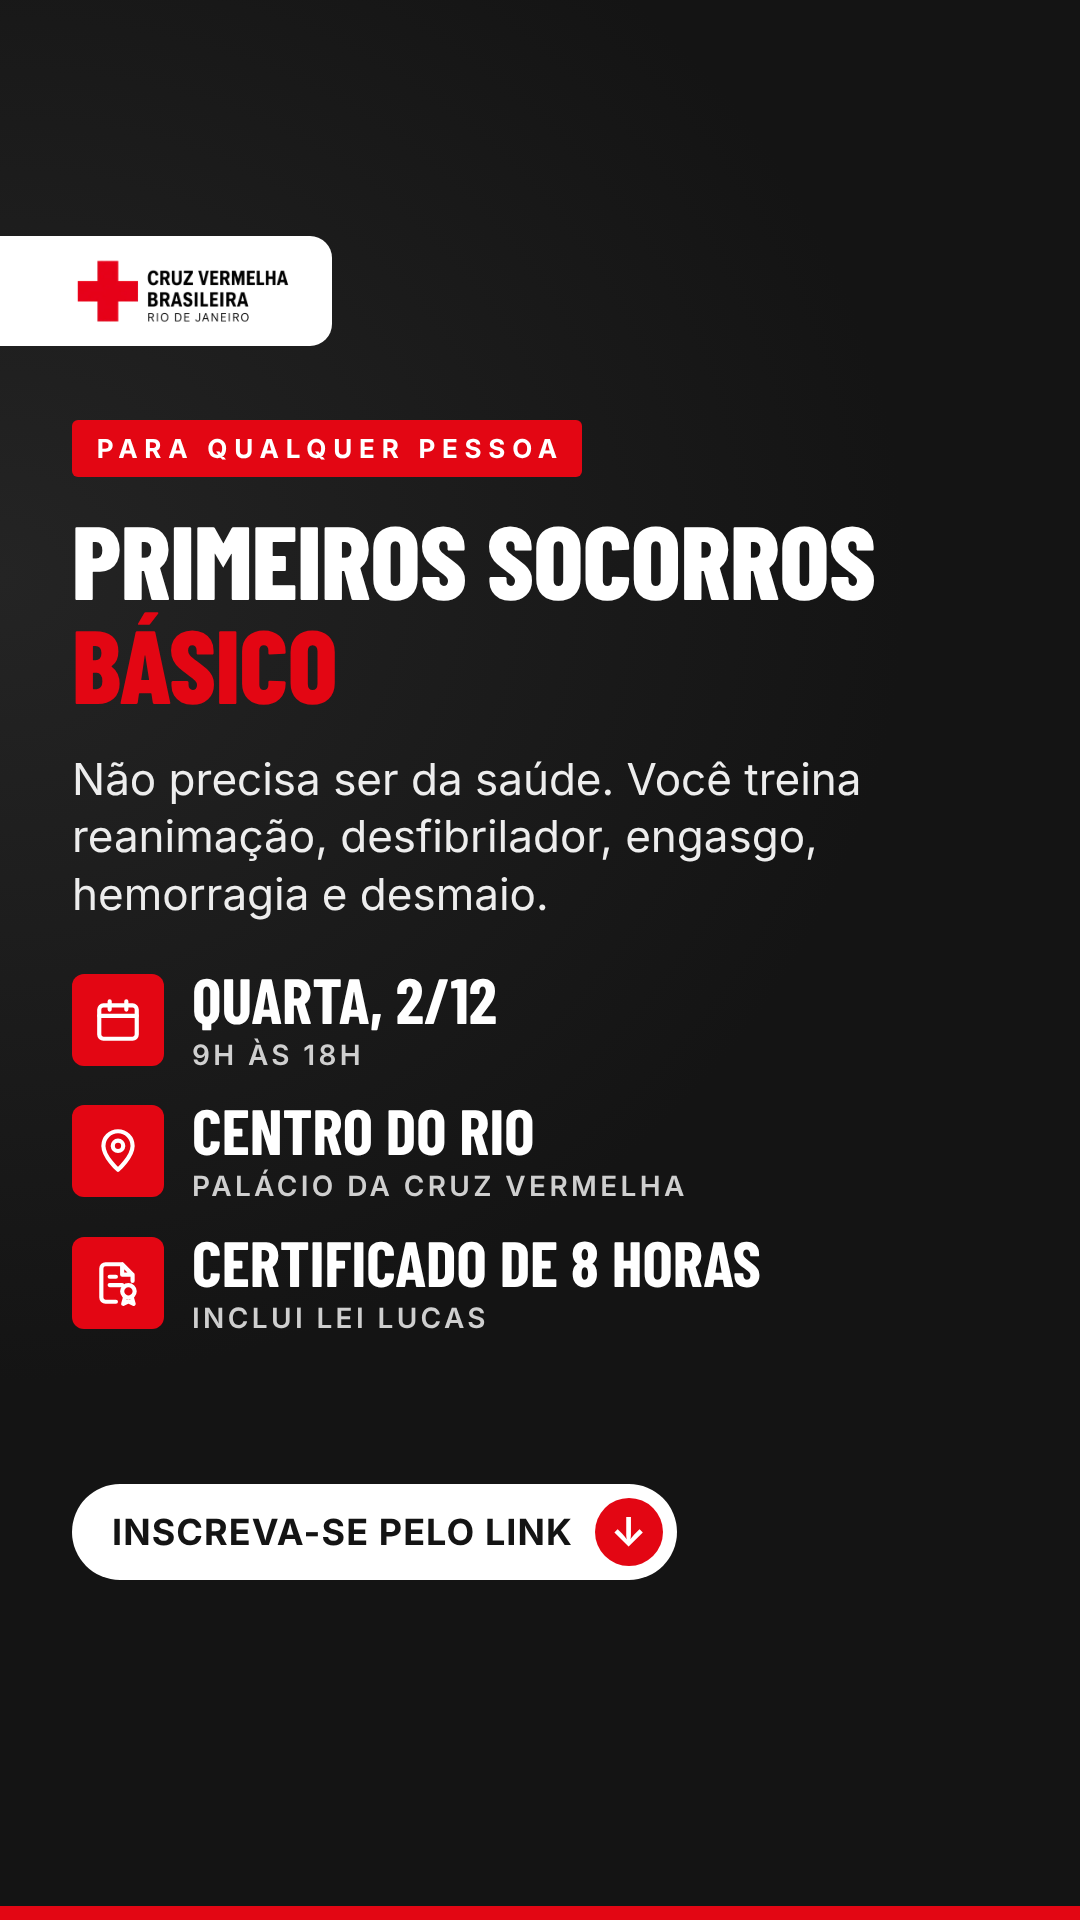 CRUZ VERMELHA
BRASILEIRA
RIO DE JANEIRO
PARA QUALQUER PESSOA
PRIMEIROS SOCORROS
BÁSICO
Não precisa ser da saúde. Você treina
reanimação, desfibrilador, engasgo,
hemorragia e desmaio.
QUARTA, 2/12
9H ÀS 18H
CENTRO DO RIO
PALÁCIO DA CRUZ VERMELHA
CERTIFICADO DE 8 HORAS
INCLUI LEI LUCAS
INSCREVA-SE PELO LINK